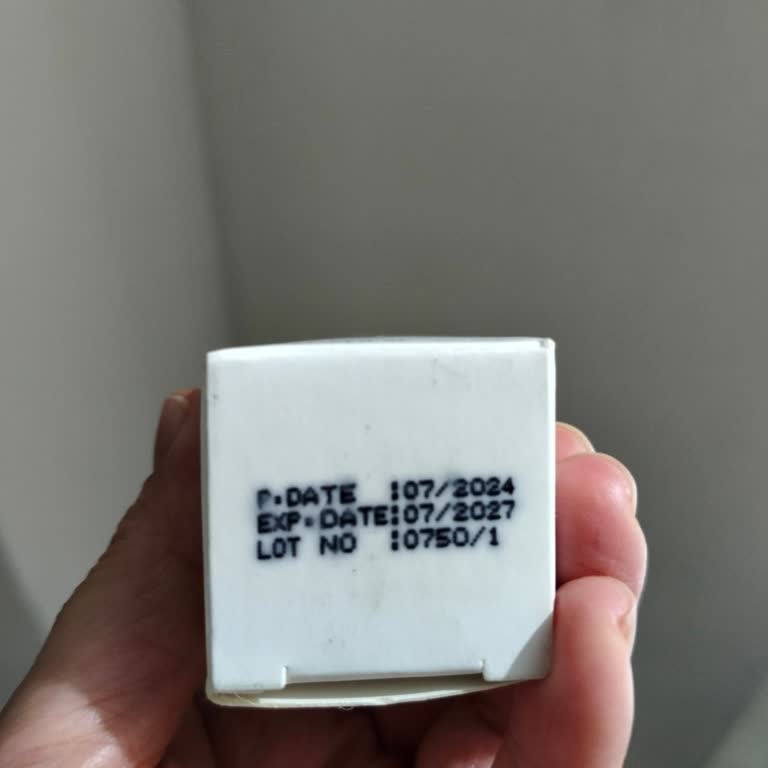 P.DATE :07/2024
EXP.DATE:07/2027
LOT NO :0750/1